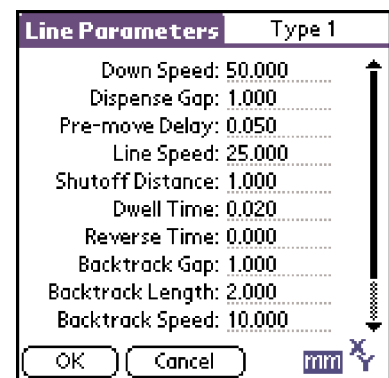 Line Parameters Type 1
Down Speed: 50.000
Dispense Gap: 1.000
Pre-move Delay: 0.050
Line Speed: 25.000
Shutoff Distance: 1.000
Dwell Time: 0.020
Reverse Time: 0.000
Backtrack Gap: 1.000
Backtrack Length: 2.000
Backtrack Speed: 10.000
OK Cancel mm XY